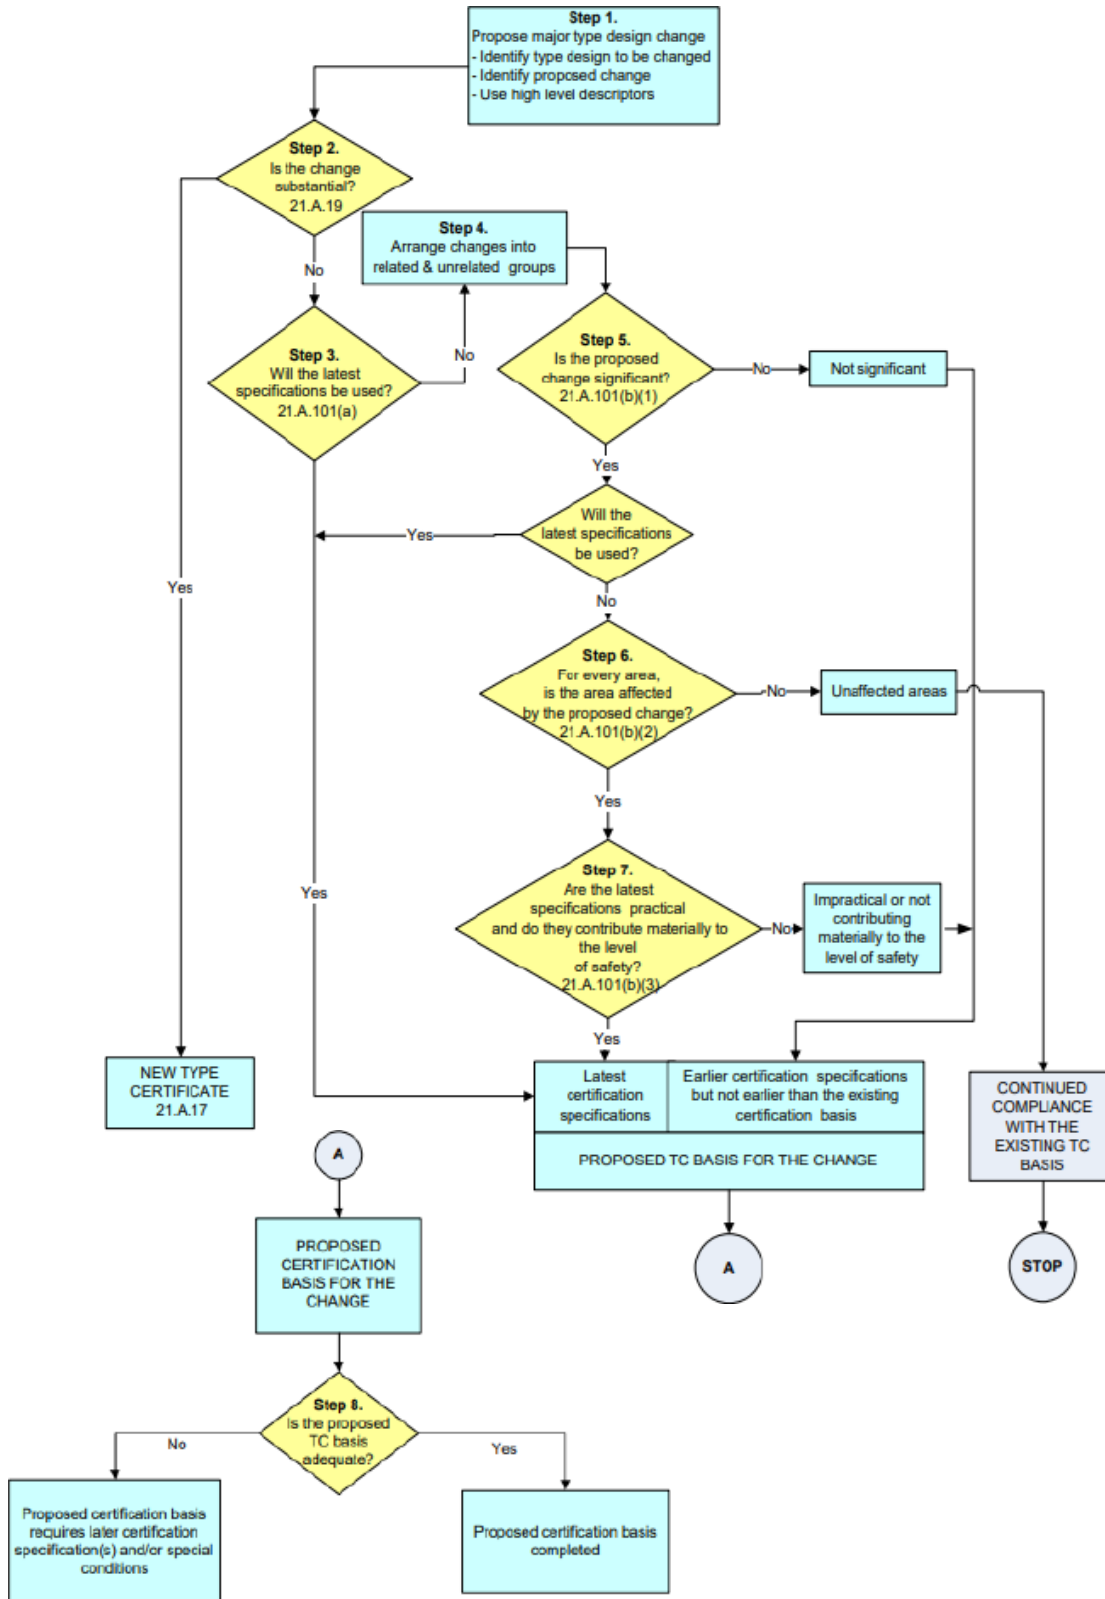 Step 1.
Propose major type design change
- Identify type design to be changed
- Identify proposed change
- Use high level descriptors
Step 2.
Is the change
substantial?
21.A.19
Step 4.
Arrange changes into
related & unrelated groups
No
Step 3.
Will the latest
specifications be used?
21.A.101(a)
No
Step 5.
Is the proposed
change significant?
21.A.101(b)(1)
No
Not significant
Yes
Will the
latest specifications
be used?
Yes
Yes
No
Step 6.
For every area,
is the area affected
by the proposed change?
21.A.101(b)(2)
No
Unaffected areas
Yes
Yes
Step 7.
Are the latest
specifications practical
and do they contribute materially to
the level
of safety?
21.A.101(b)(3)
No
Impractical or not
contributing
materially to the
level of safety
Yes
NEW TYPE
CERTIFICATE
21.A.17
Latest
certification
specifications
Earlier certification specifications
but not earlier than the existing
certification basis
PROPOSED TC BASIS FOR THE CHANGE
CONTINUED
COMPLIANCE
WITH THE
EXISTING TC
BASIS
A
A
STOP
PROPOSED
CERTIFICATION
BASIS FOR THE
CHANGE
Step 8.
Is the proposed
TC basis
adequate?
No
Yes
Proposed certification basis
requires later certification
specification(s) and/or special
conditions
Proposed certification basis
completed